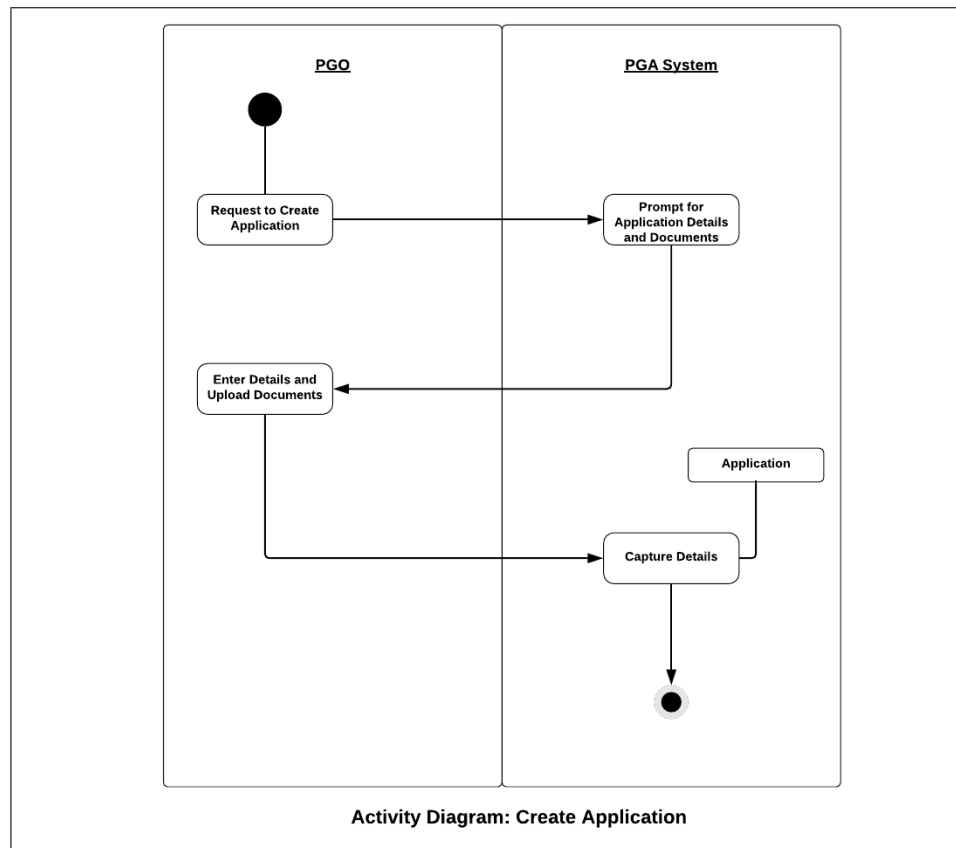 PGO
PGA System
Request to Create
Application
Prompt for
Application Details
and Documents
Enter Details and
Upload Documents
Application
Capture Details
Activity Diagram: Create Application